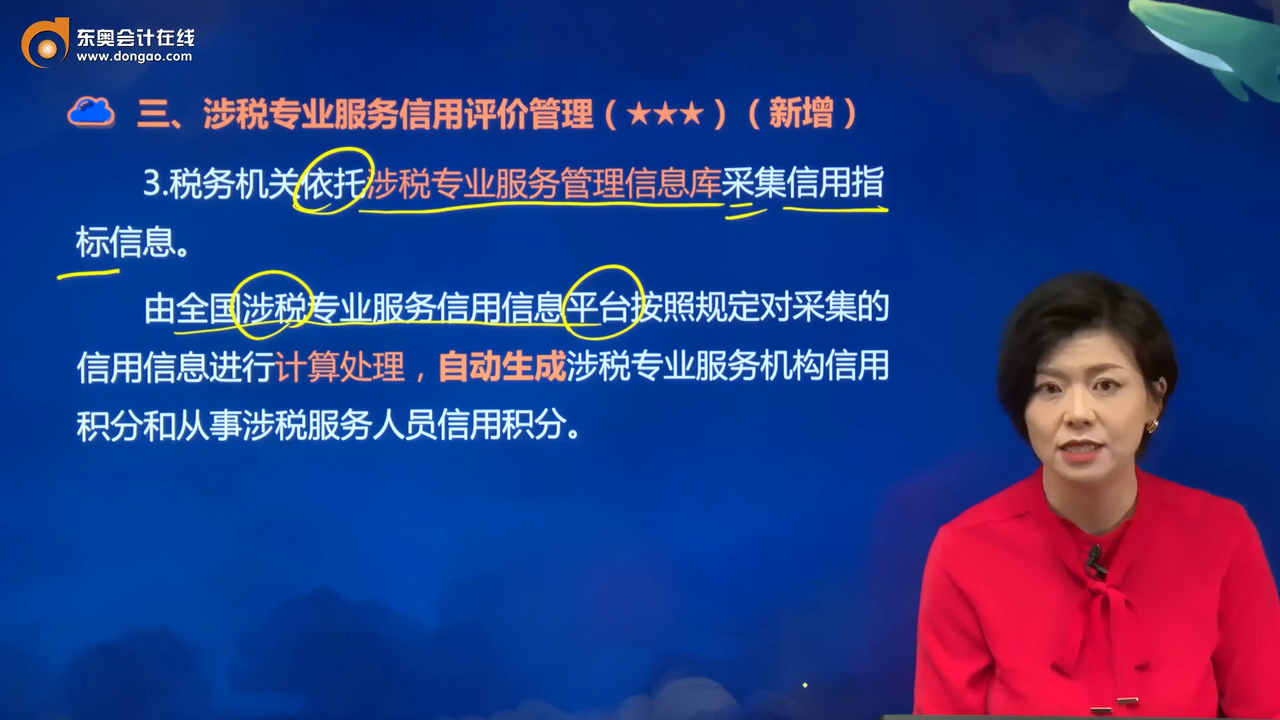 东奥会计在线
www.dongao.com
三、涉税专业服务信用评价管理（★★★）（新增）
3.税务机关依托涉税专业服务管理信息库采集信用指
标信息。
由全国涉税专业服务信用信息平台按照规定对采集的
信用信息进行计算处理，自动生成涉税专业服务机构信用
积分和从事涉税服务人员信用积分。